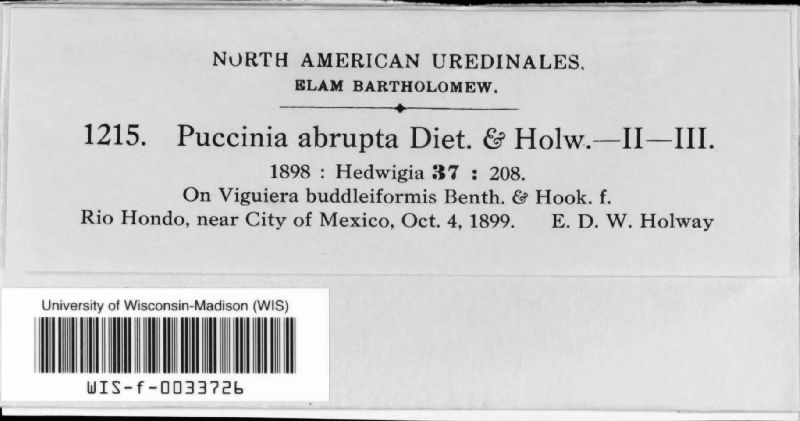 NORTH AMERICAN UREDINALES.
ELAM BARTHOLOMEW.
1215. Puccinia abrupta Diet. & Holw.—II—III.
1898 : Hedwigia 37 : 208.
On Viguiera buddleiformis Benth. & Hook. f.
Rio Hondo, near City of Mexico, Oct. 4, 1899. E. D. W. Holway
University of Wisconsin-Madison (WIS)
WIS-f-0033726